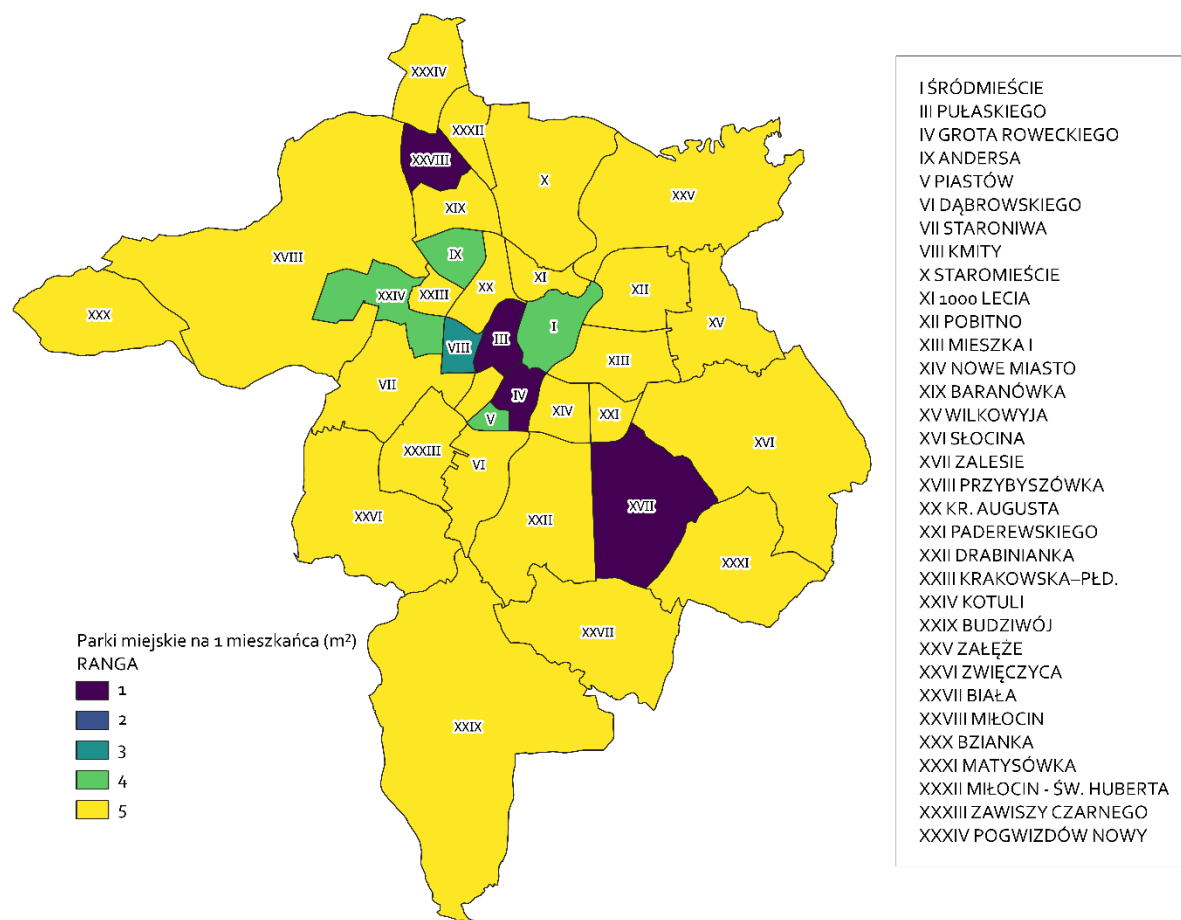 XXXIV
XXXII
XXVIII
X
XXV
XIX
IX
XVIII
XI
XX
XII
XXIV
XXIII
XXX
XV
I
III
VIII
XIII
VII
IV
XIV
XXI
V
XVI
XXXIII
VI
XVII
XXII
XXVI
XXXI
XXVII
XXIX
Parki miejskie na 1 mieszkańca (m²)
RANGA
1
2
3
4
5
I ŚRÓDMIEŚCIE
III PUŁASKIEGO
IV GROTA ROWECKIEGO
IX ANDERSA
V PIASTÓW
VI DĄBROWSKIEGO
VII STARONIWA
VIII KMITY
X STAROMIEŚCIE
XI 1000 LECIA
XII POBITNO
XIII MIESZKA I
XIV NOWE MIASTO
XIX BARANÓWKA
XV WILKOWYJA
XVI SŁOCINA
XVII ZALESIE
XVIII PRZYBYSZÓWKA
XX KR. AUGUSTA
XXI PADEREWSKIEGO
XXII DRABINIANKA
XXIII KRAKOWSKA–PŁD.
XXIV KOTULI
XXIX BUDZIWÓJ
XXV ZAŁĘŻE
XXVI ZWIĘCZYCA
XXVII BIAŁA
XXVIII MIŁOCIN
XXX BZIANKA
XXXI MATYSÓWKA
XXXII MIŁOCIN - ŚW. HUBERTA
XXXIII ZAWISZY CZARNEGO
XXXIV POGWIZDÓW NOWY